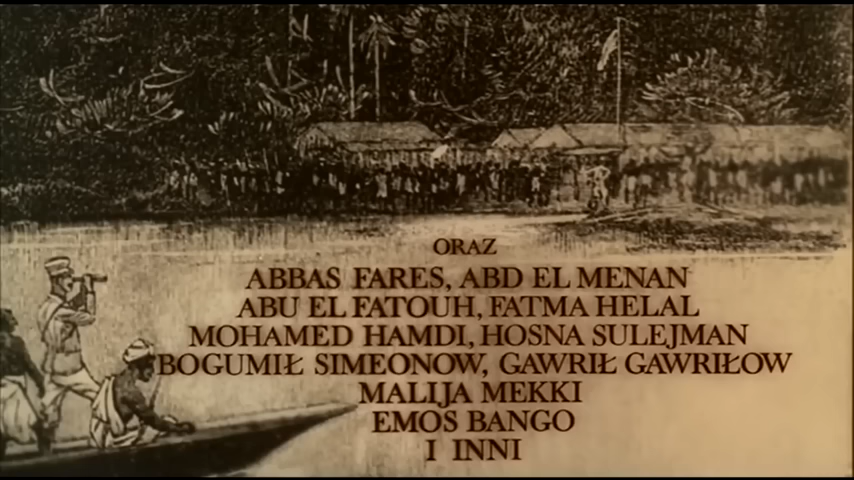 ORAZ
ABBAS FARES, ABD EL MENAN
ABU EL FATOUH, FATMA HELAL
MOHAMED HAMDI, HOSNA SULEJMAN
BOGUMIŁ SIMEONOW, GAWRIŁ GAWRIŁOW
MALIJA MEKKI
EMOS BANGO
I INNI